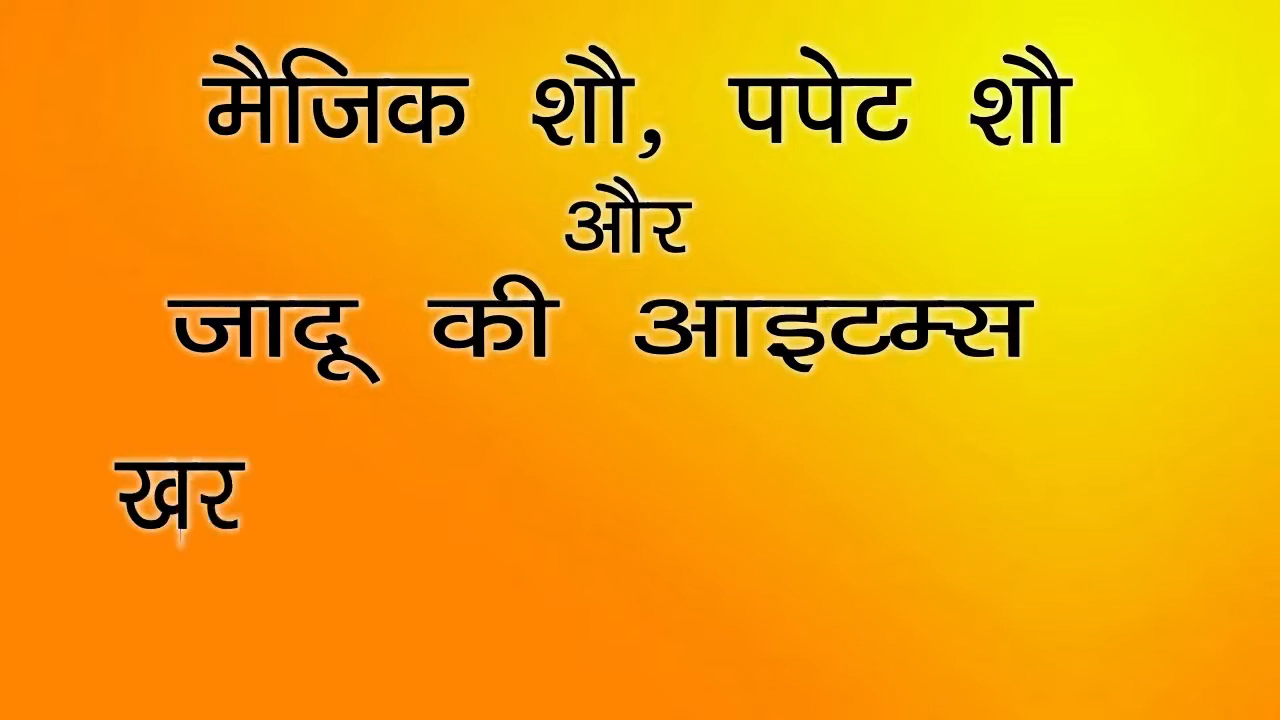 मैजिक शौ, पपेट शौ
और
जादू की आइटम्स
खर